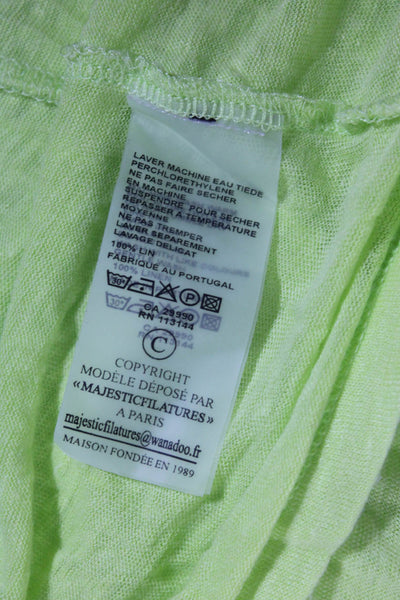 LAVER MACHINE EAU TIEDE
PERCHLORETHYLENE
NE PAS FAIRE SECHER
EN MACHINE
SUSPENDRE POUR SECHER
REPASSER A TEMPERATURE
MOYENNE
NE PAS TREMPER
LAVER SEPAREMENT
LAVAGE DELICAT
100% LIN
FABRIQUE AU PORTUGAL
30° P
CA 29990
RN 113144
©
COPYRIGHT
MODÈLE DÉPOSÉ PAR
« MAJESTICFILATURES »
A PARIS
majesticfilatures@wanadoo.fr
MAISON FONDÉE EN 1989